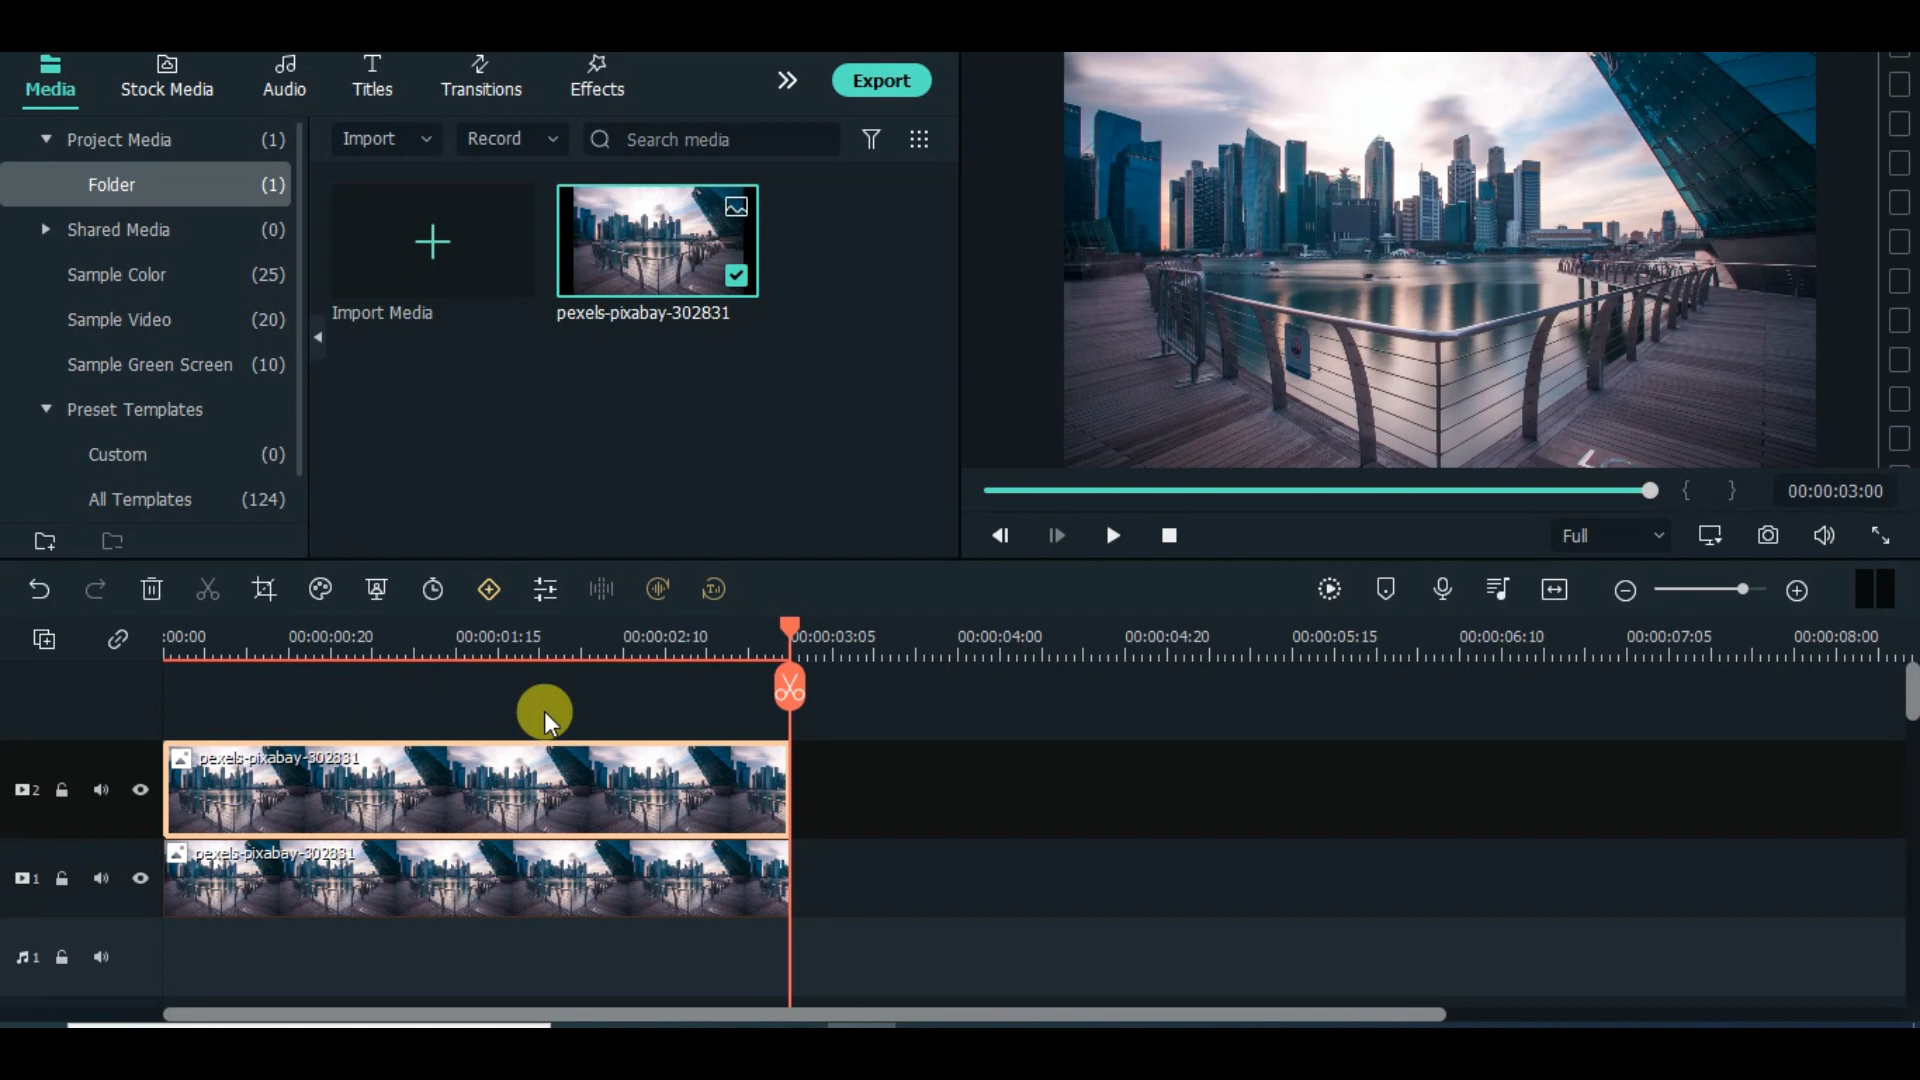 Media
Stock Media
Audio
Titles
Transitions
Effects
Export
Project Media (1)
Folder (1)
Shared Media (0)
Sample Color (25)
Sample Video (20)
Sample Green Screen (10)
Preset Templates
Custom (0)
All Templates (124)
Import
Record
Search media
Import Media
pexels-pixabay-302831
{ }
00:00:03:00
Full
:00:00
00:00:00:20
00:00:01:15
00:00:02:10
00:00:03:05
00:00:04:00
00:00:04:20
00:00:05:15
00:00:06:10
00:00:07:05
00:00:08:00
2
pexels-pixabay-302831
1
pexels-pixabay-302831
1